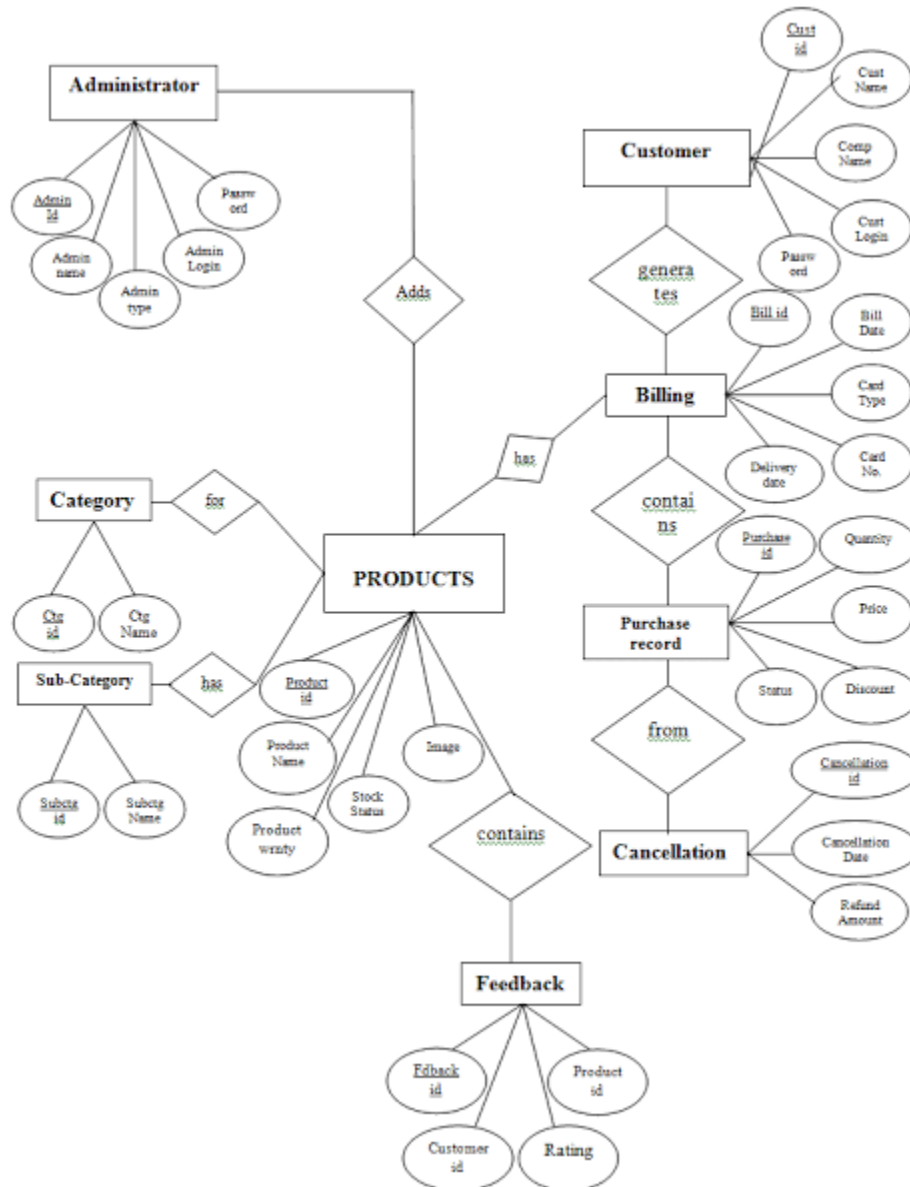 Administrator
Admin
Id
Admin
name
Admin
type
Admin
Login
Passw
ord
Adds
Customer
Cust
id
Cust
Name
Comp
Name
Cust
Login
Passw
ord
genera
tes
Billing
Bill id
Bill
Date
Card
Type
Card
No.
Delivery
date
has
contai
ns
Category
for
Ctg
id
Ctg
Name
Sub-Category
has
Subctg
id
Subctg
Name
PRODUCTS
Product
id
Product
Name
Product
wrnty
Stock
Status
Image
Purchase
record
Purchase
id
Quantity
Price
Discount
Status
from
Cancellation
Cancellation
id
Cancellation
Date
Refund
Amount
contains
Feedback
Fdback
id
Customer
id
Rating
Product
id